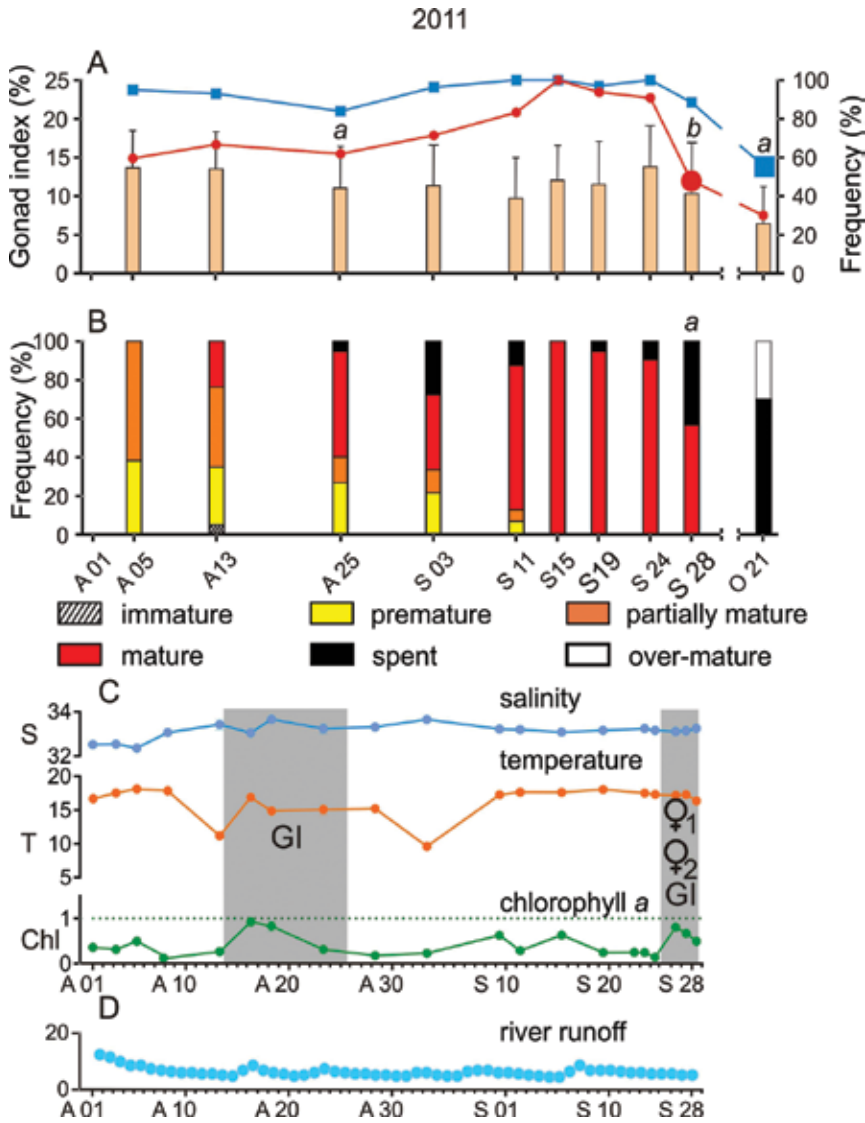 2011
A
Gonad index (%)
25
20
15
10
5
0
a
b
a
100
80
60
40
20
0
Frequency (%)
B
a
Frequency (%)
100
80
60
40
20
0
A 01
A 05
A13
A 25
S 03
S 11
S15
S19
S 24
S 28
O 21
immature
premature
partially mature
mature
spent
over-mature
C
salinity
S
34
32
temperature
T
20
15
10
5
GI
♀1
♀2
GI
chlorophyll a
Chl
1
0
A 01
A 10
A 20
A 30
S 10
S 20
S 28
D
river runoff
20
0
A 01
A 10
A 20
A 30
S 01
S 10
S 28